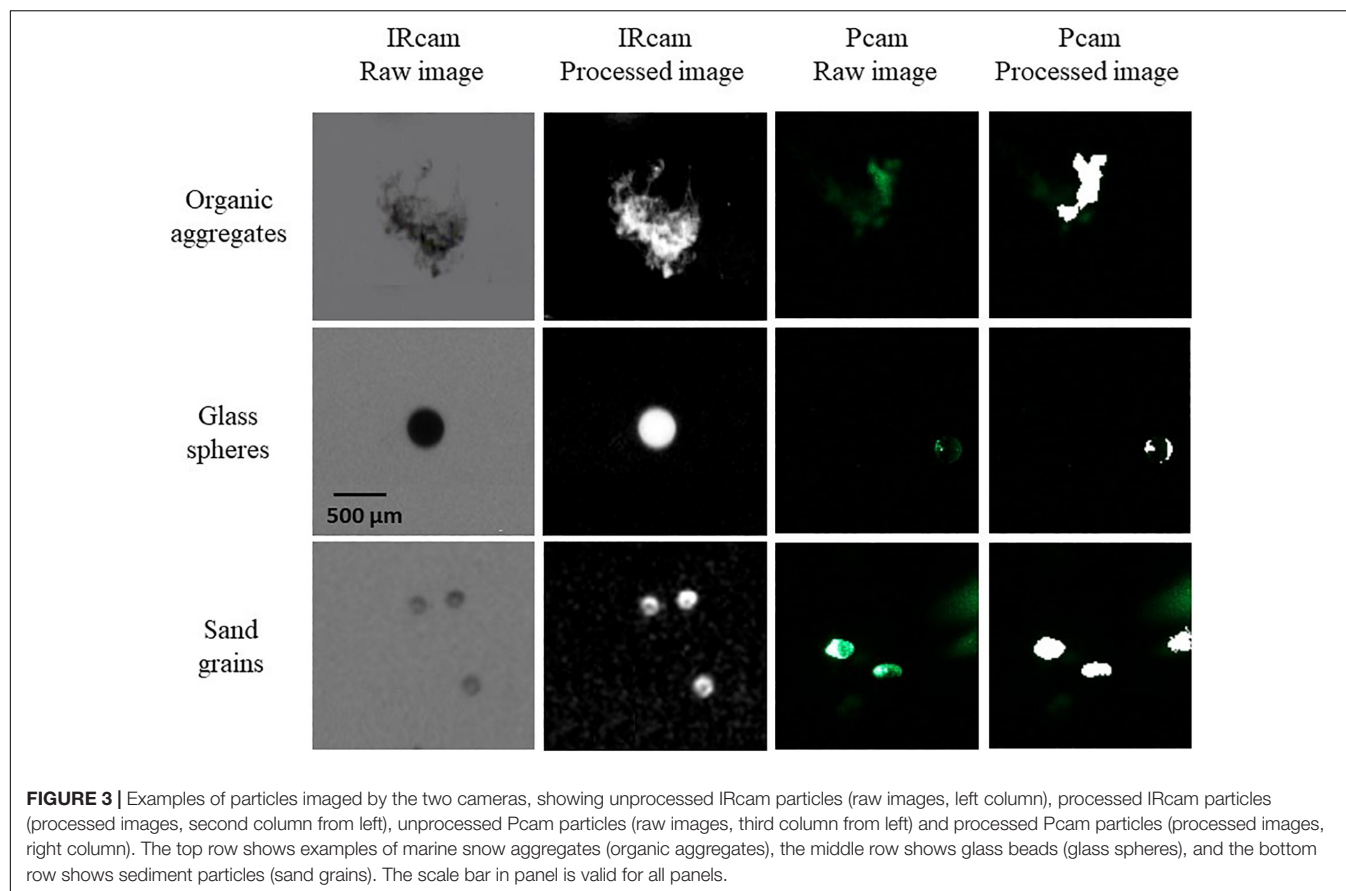 IRcam
Raw image
IRcam
Processed image
Pcam
Raw image
Pcam
Processed image
Organic
aggregates
Glass
spheres
500 µm
Sand
grains
FIGURE 3 | Examples of particles imaged by the two cameras, showing unprocessed IRcam particles (raw images, left column), processed IRcam particles
(processed images, second column from left), unprocessed Pcam particles (raw images, third column from left) and processed Pcam particles (processed images,
right column). The top row shows examples of marine snow aggregates (organic aggregates), the middle row shows glass beads (glass spheres), and the bottom
row shows sediment particles (sand grains). The scale bar in panel is valid for all panels.